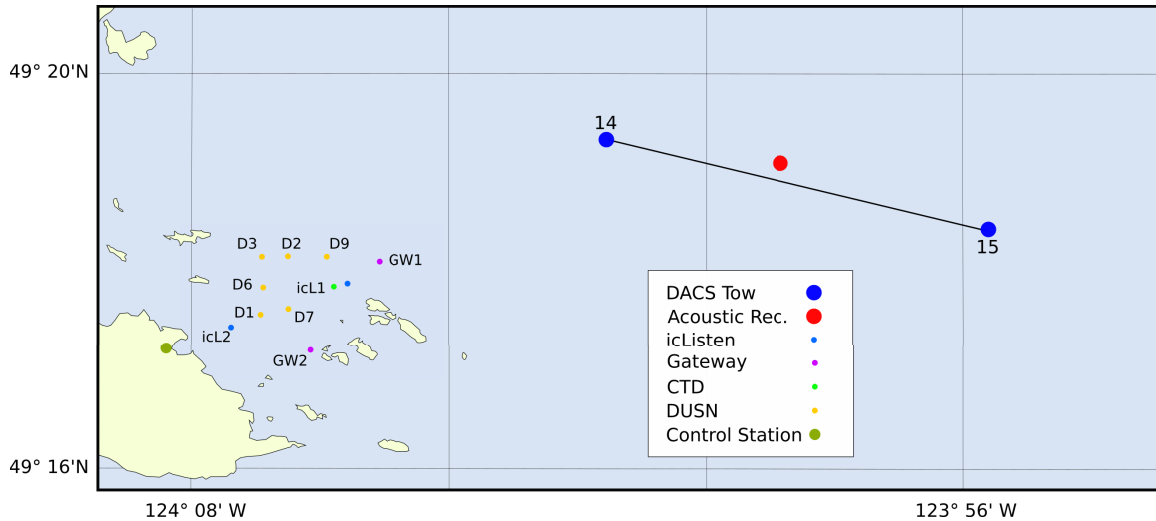 49° 20'N
14
15
D3
D2
D9
GW1
D6
icL1
D1
D7
icL2
GW2
DACS Tow
Acoustic Rec.
icListen
Gateway
CTD
DUSN
Control Station
49° 16'N
124° 08' W
123° 56' W